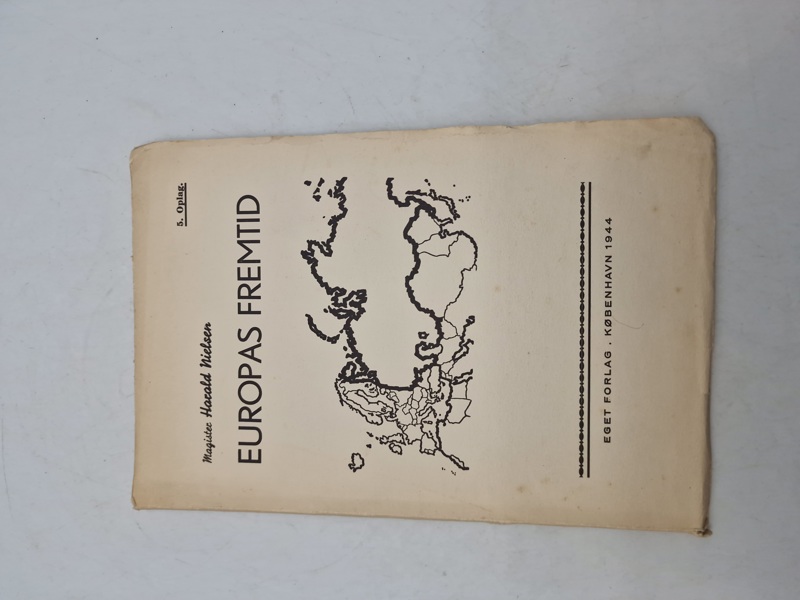 5. Oplag.
Magister Harald Nielsen
EUROPAS FREMTID
EGET FORLAG . KØBENHAVN 1944